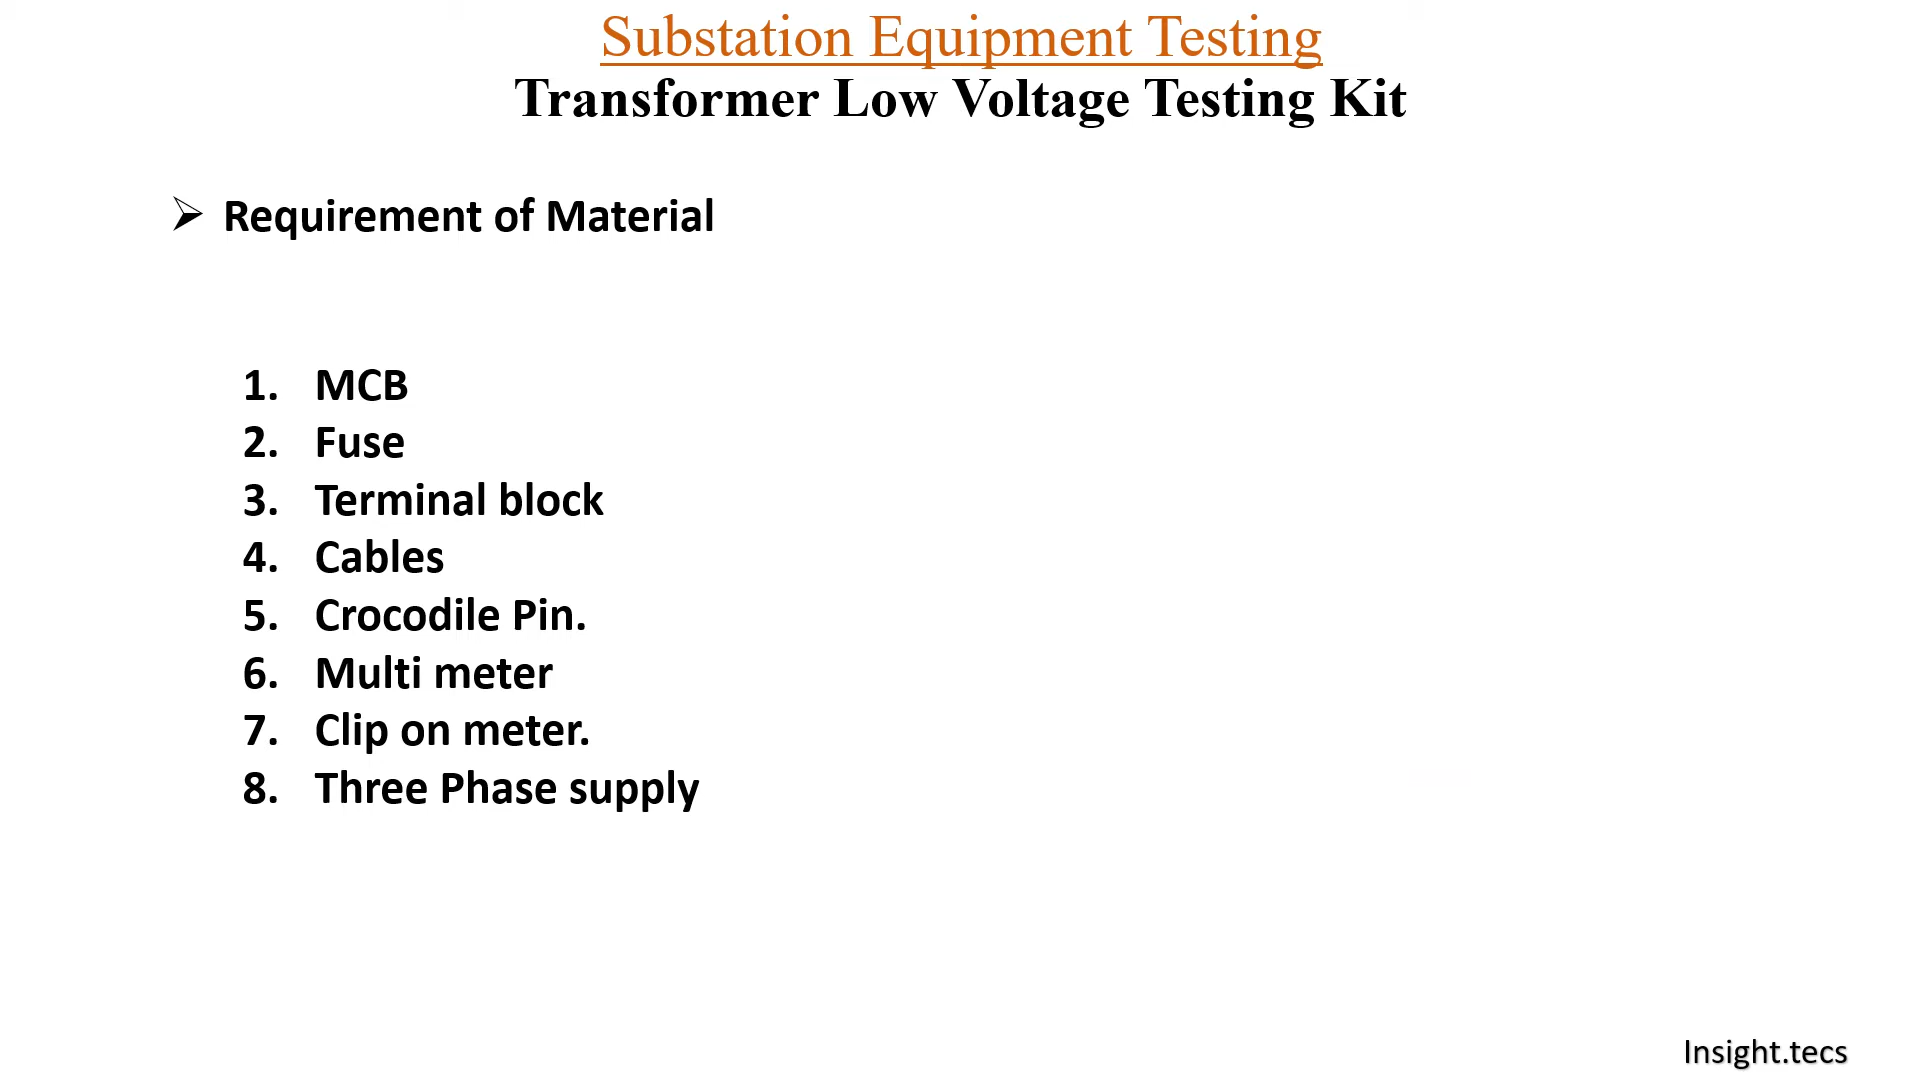 Substation Equipment Testing
Transformer Low Voltage Testing Kit
➢ Requirement of Material
1. MCB
2. Fuse
3. Terminal block
4. Cables
5. Crocodile Pin.
6. Multi meter
7. Clip on meter.
8. Three Phase supply
Insight.tecs